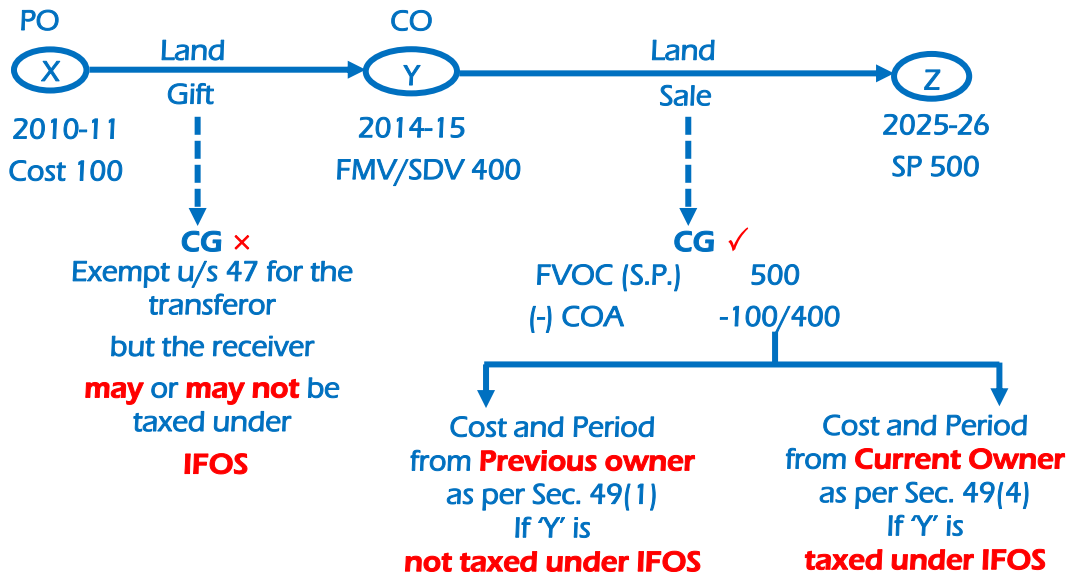 PO
CO
X
Land
Y
Land
Z
Gift
Sale
2010-11
2014-15
2025-26
Cost 100
FMV/SDV 400
SP 500
CG ×
Exempt u/s 47 for the
transferor
but the receiver
may or may not be
taxed under
IFOS
CG ✓
FVOC (S.P.) 500
(-) COA -100/400
Cost and Period
from Previous owner
as per Sec. 49(1)
If ‘Y’ is
not taxed under IFOS
Cost and Period
from Current Owner
as per Sec. 49(4)
If ‘Y’ is
taxed under IFOS